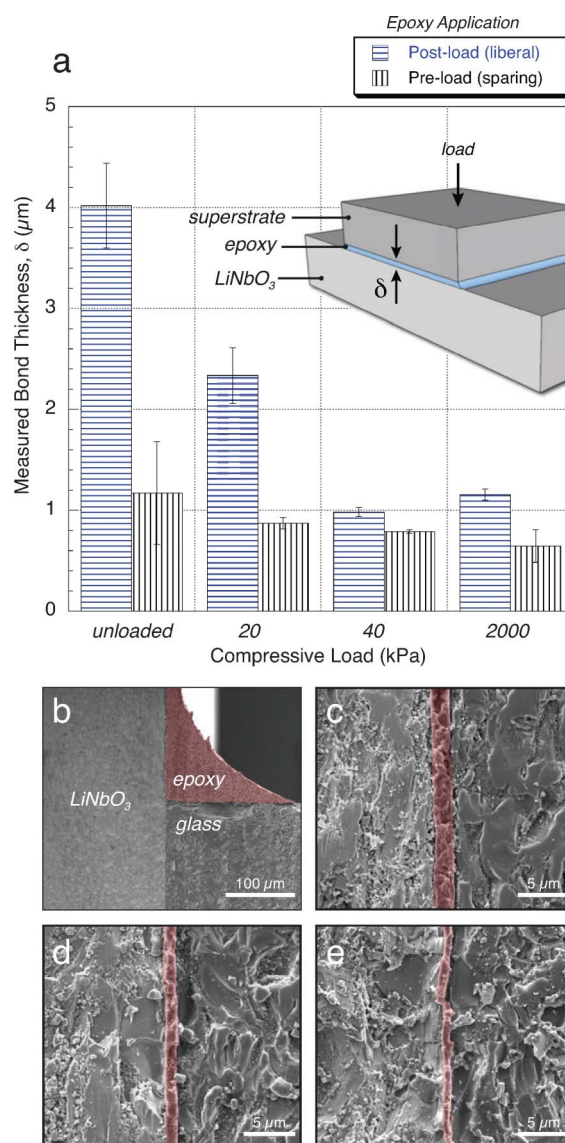 Epoxy Application
Post-load (liberal)
Pre-load (sparing)
a
5
4
3
2
1
0
Measured Bond Thickness, δ (µm)
load
superstrate
epoxy
LiNbO3
δ
unloaded
20
40
2000
Compressive Load (kPa)
b
LiNbO3
epoxy
glass
100 µm
c
5 µm
d
5 µm
e
5 µm